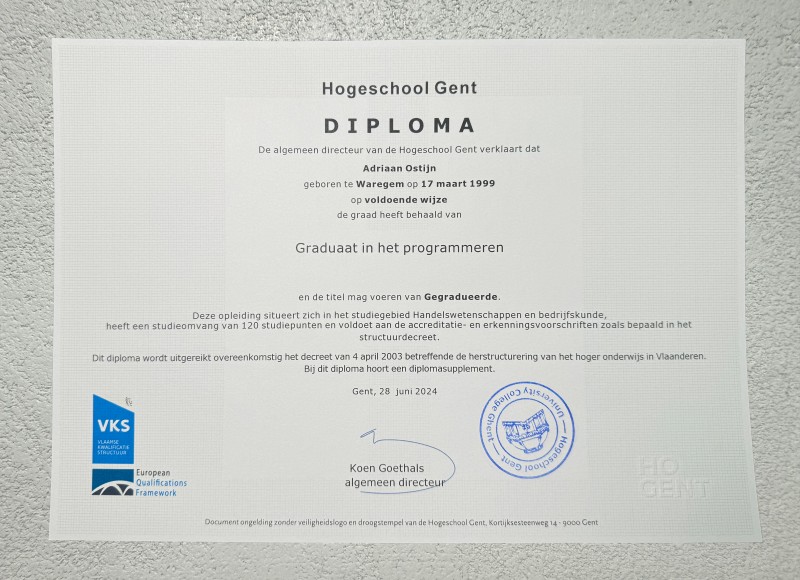 Hogeschool Gent
DIPLOMA
De algemeen directeur van de Hogeschool Gent verklaart dat
Adriaan Ostijn
geboren te Waregem op 17 maart 1999
op voldoende wijze
de graad heeft behaald van
Graduaat in het programmeren
en de titel mag voeren van Gegradueerde.
Deze opleiding situeert zich in het studiegebied Handelswetenschappen en bedrijfskunde,
heeft een studieomvang van 120 studiepunten en voldoet aan de accreditatie- en erkenningsvoorschriften zoals bepaald in het
structuurdecreet.
Dit diploma wordt uitgereikt overeenkomstig het decreet van 4 april 2003 betreffende de herstructurering van het hoger onderwijs in Vlaanderen.
Bij dit diploma hoort een diplomasupplement.
Gent, 28 juni 2024
VKS
VLAAMSE
KWALIFICATIE
STRUCTUUR
European
Qualifications
Framework
Koen Goethals
algemeen directeur
University College Ghent
Hogeschool Gent
HO
GENT
Document ongelding zonder veiligheidslogo en droogstempel van de Hogeschool Gent, Kortijksesteenweg 14 - 9000 Gent